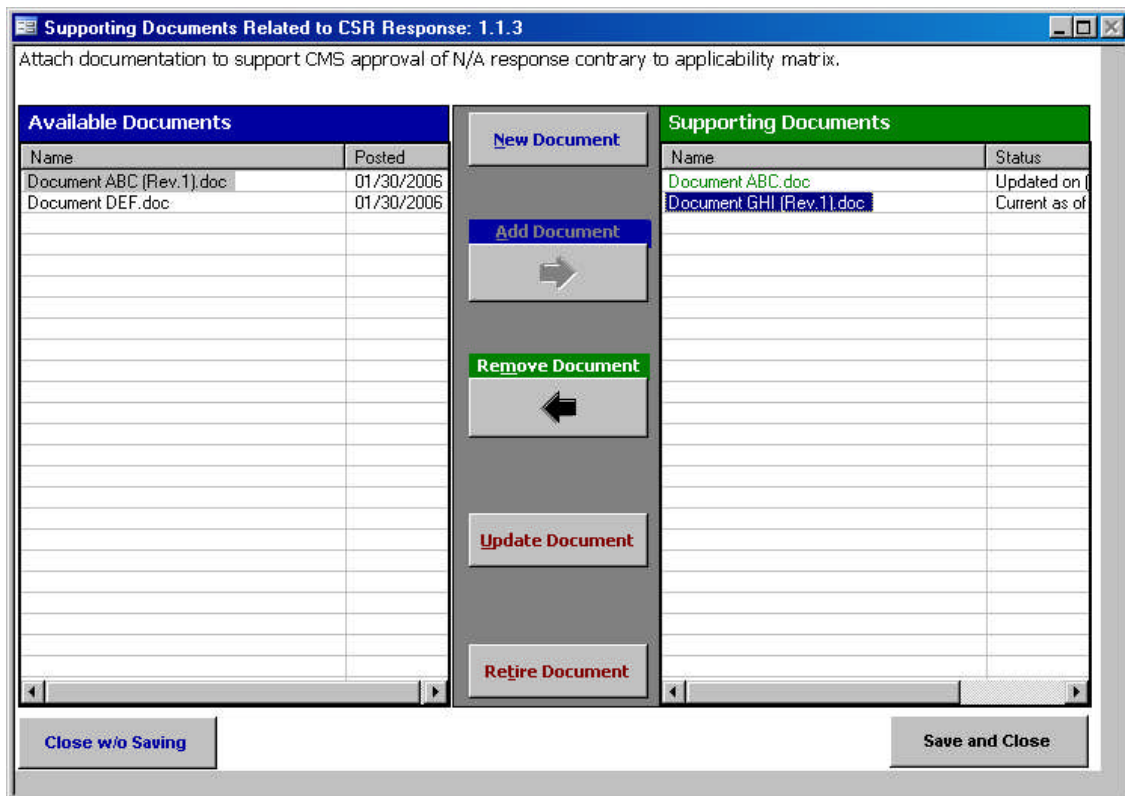 Supporting Documents Related to CSR Response: 1.1.3
Attach documentation to support CMS approval of N/A response contrary to applicability matrix.
Available Documents
Name Posted
Document ABC (Rev.1).doc 01/30/2006
Document DEF.doc 01/30/2006
New Document
Add Document
Remove Document
Update Document
Retire Document
Supporting Documents
Name Status
Document ABC.doc Updated on (
Document GHI (Rev.1).doc Current as of
Close w/o Saving
Save and Close